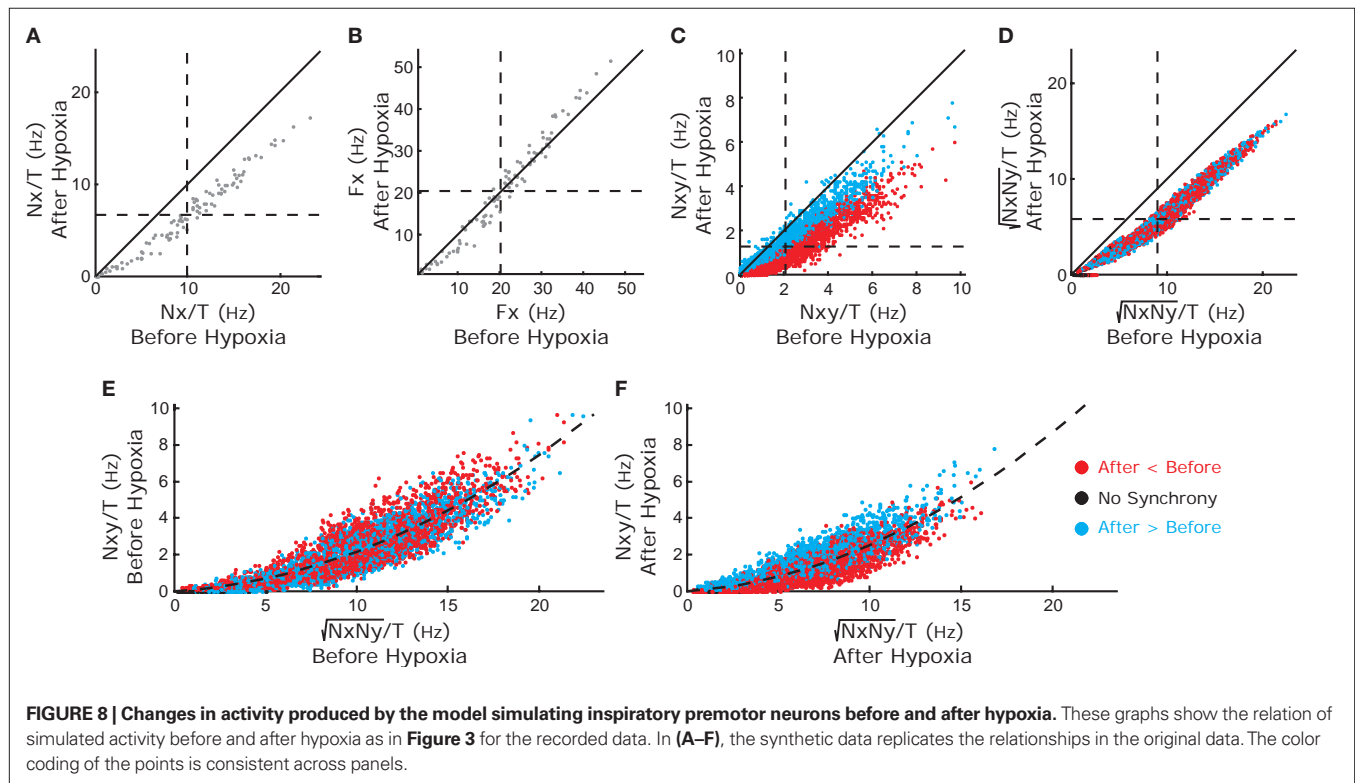 A
Nx/T (Hz)
After Hypoxia
20
10
0
0
10
20
Nx/T (Hz)
Before Hypoxia
B
Fx (Hz)
After Hypoxia
50
40
30
20
10
10
20
30
40
50
Fx (Hz)
Before Hypoxia
C
Nxy/T (Hz)
After Hypoxia
10
8
6
4
2
0
0
2
4
6
8
10
Nxy/T (Hz)
Before Hypoxia
D
√NxNy/T (Hz)
After Hypoxia
20
10
0
0
10
20
√NxNy/T (Hz)
Before Hypoxia
E
Nxy/T (Hz)
Before Hypoxia
10
8
6
4
2
0
0
5
10
15
20
√NxNy/T (Hz)
Before Hypoxia
F
Nxy/T (Hz)
After Hypoxia
10
8
6
4
2
0
0
5
10
15
20
√NxNy/T (Hz)
After Hypoxia
After < Before
No Synchrony
After > Before
FIGURE 8 | Changes in activity produced by the model simulating inspiratory premotor neurons before and after hypoxia. These graphs show the relation of
simulated activity before and after hypoxia as in Figure 3 for the recorded data. In (A–F), the synthetic data replicates the relationships in the original data. The color
coding of the points is consistent across panels.